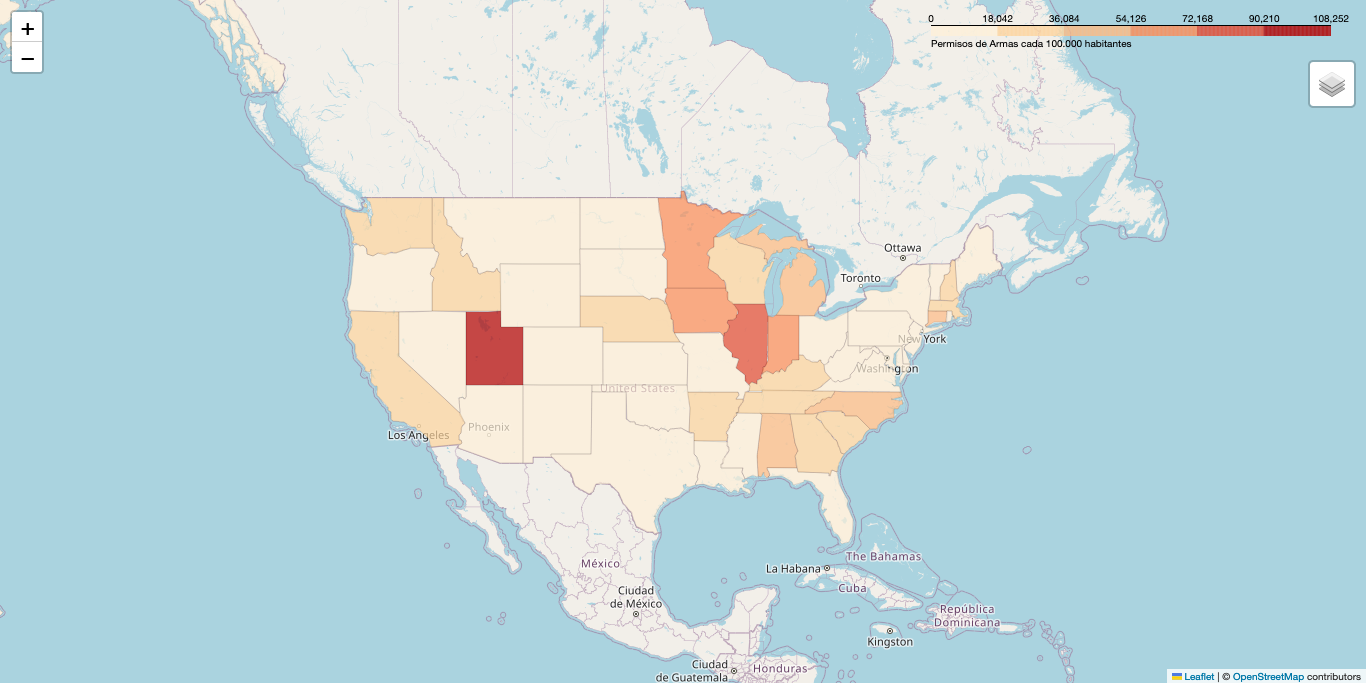 +
−
0 18,042 36,084 54,126 72,168 90,210 108,252
Permisos de Armas cada 100.000 habitantes
Ottawa
Toronto
New York
Washington
United States
Phoenix
Los Angeles
The Bahamas
La Habana
México
Cuba
Ciudad
de México
República
Dominicana
Kingston
Ciudad
de Guatemala
Honduras
Leaflet | © OpenStreetMap contributors